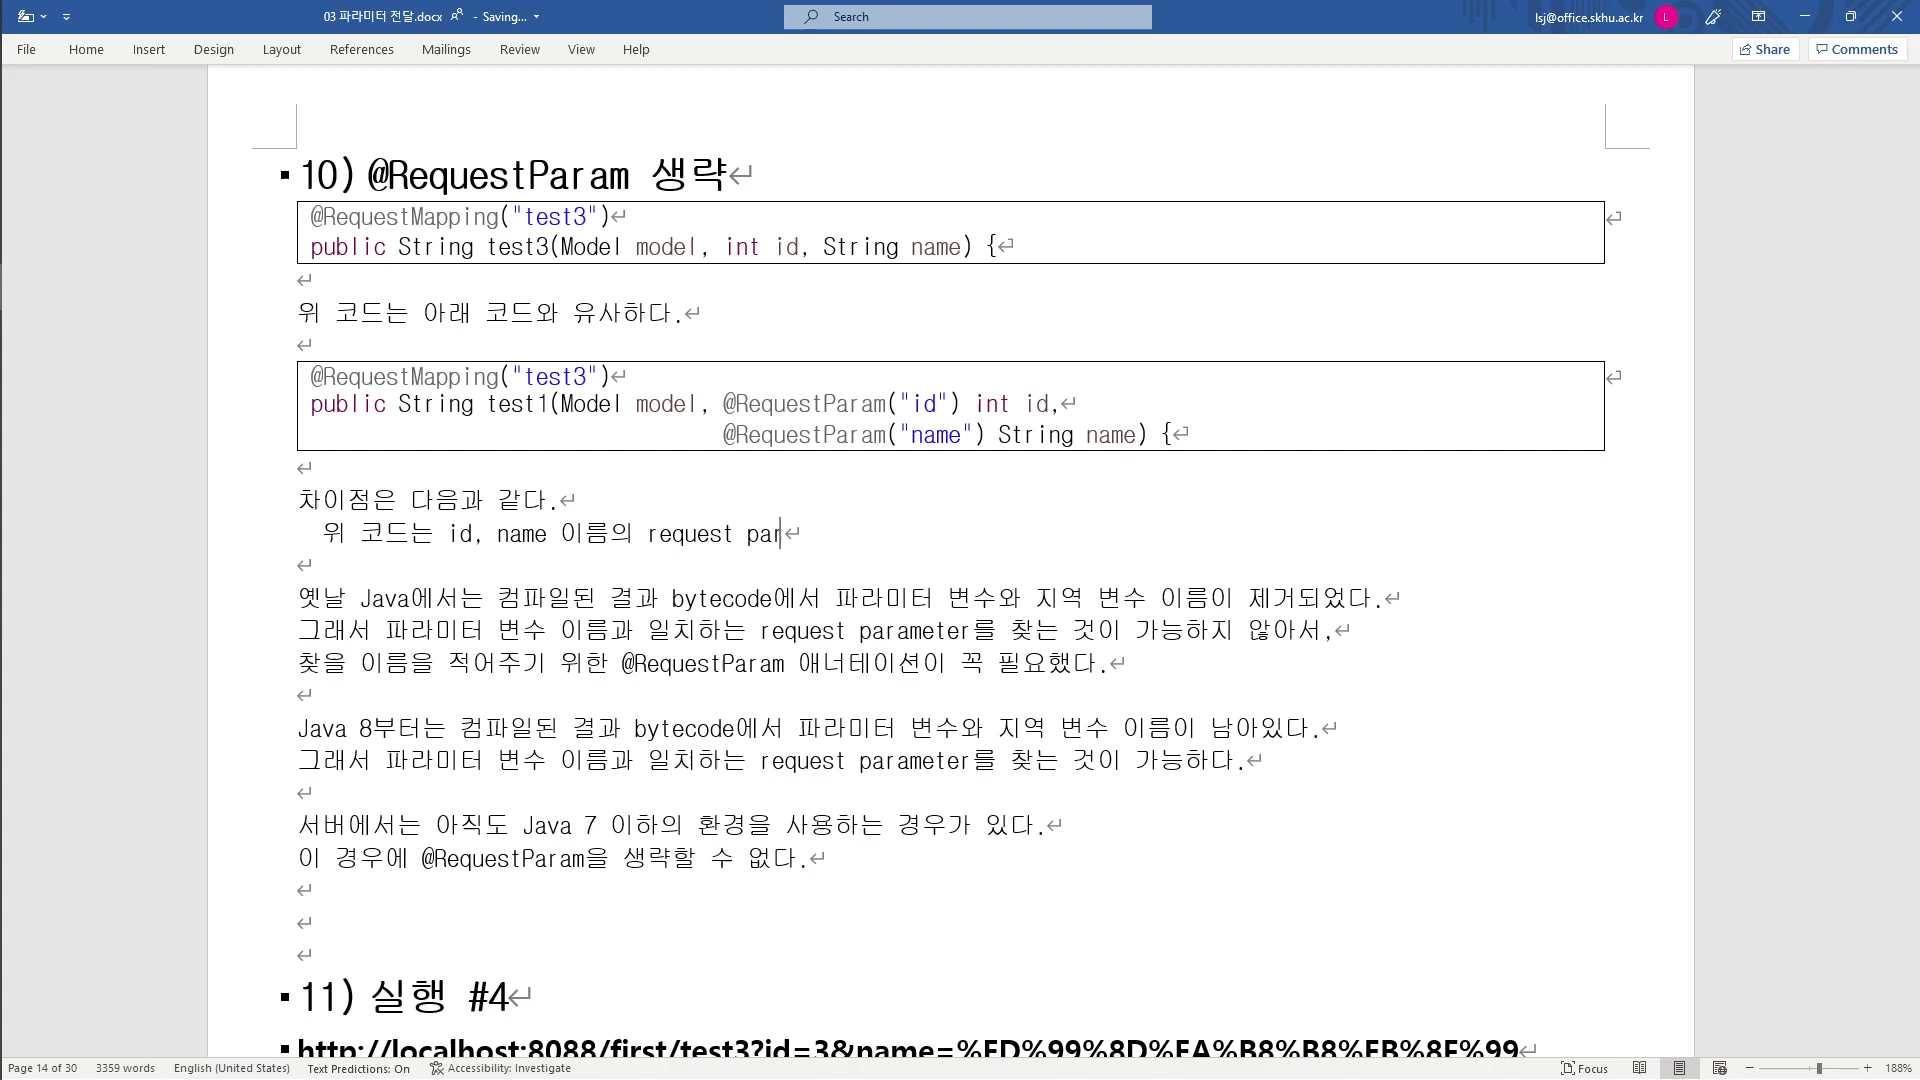 03 파라미터 전달.docx - Saving...
Search
lsj@office.skhu.ac.kr
L
File Home Insert Draw Design Layout References Mailings Review View Help
Share Comments
10) @RequestParam 생략
@RequestMapping("test3")
public String test3(Model model, int id, String name) {
위 코드는 아래 코드와 유사하다.
@RequestMapping("test3")
public String test1(Model model, @RequestParam("id") int id,
@RequestParam("name") String name) {
차이점은 다음과 같다.
위 코드는 id, name 이름의 request par
옛날 Java에서는 컴파일된 결과 bytecode에서 파라미터 변수와 지역 변수 이름이 제거되었다.
그래서 파라미터 변수 이름과 일치하는 request parameter를 찾는 것이 가능하지 않아서,
찾을 이름을 적어주기 위한 @RequestParam 애너테이션이 꼭 필요했다.
Java 8부터는 컴파일된 결과 bytecode에서 파라미터 변수와 지역 변수 이름이 남아있다.
그래서 파라미터 변수 이름과 일치하는 request parameter를 찾는 것이 가능하다.
서버에서는 아직도 Java 7 이하의 환경을 사용하는 경우가 있다.
이 경우에 @RequestParam을 생략할 수 없다.
11) 실행 #4
http://localhost:8088/first/test3?id=3&name=%ED%99%8D%EA%B8%B8%EB%8F%99
Page 14 of 30 3359 words English (United States) Text Predictions: On Accessibility: Investigate Focus 188%